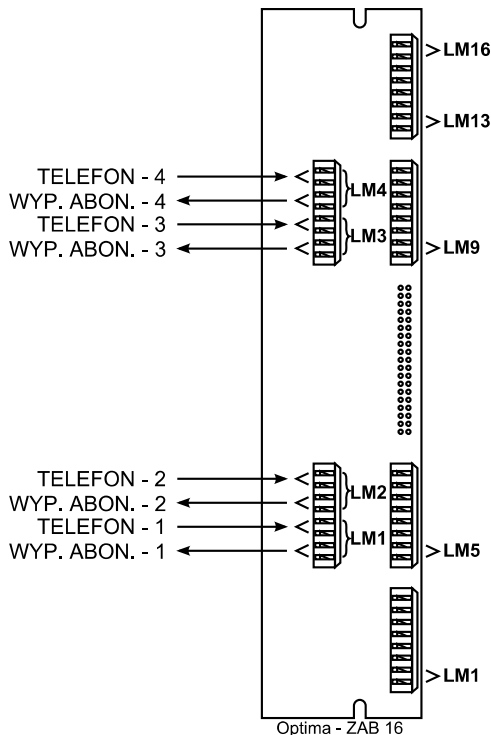 >LM16
>LM13
TELEFON - 4
WYP. ABON. - 4
LM4
TELEFON - 3
LM3
WYP. ABON. - 3
>LM9
TELEFON - 2
LM2
WYP. ABON. - 2
TELEFON - 1
LM1
WYP. ABON. - 1
>LM5
>LM1
Optima - ZAB 16